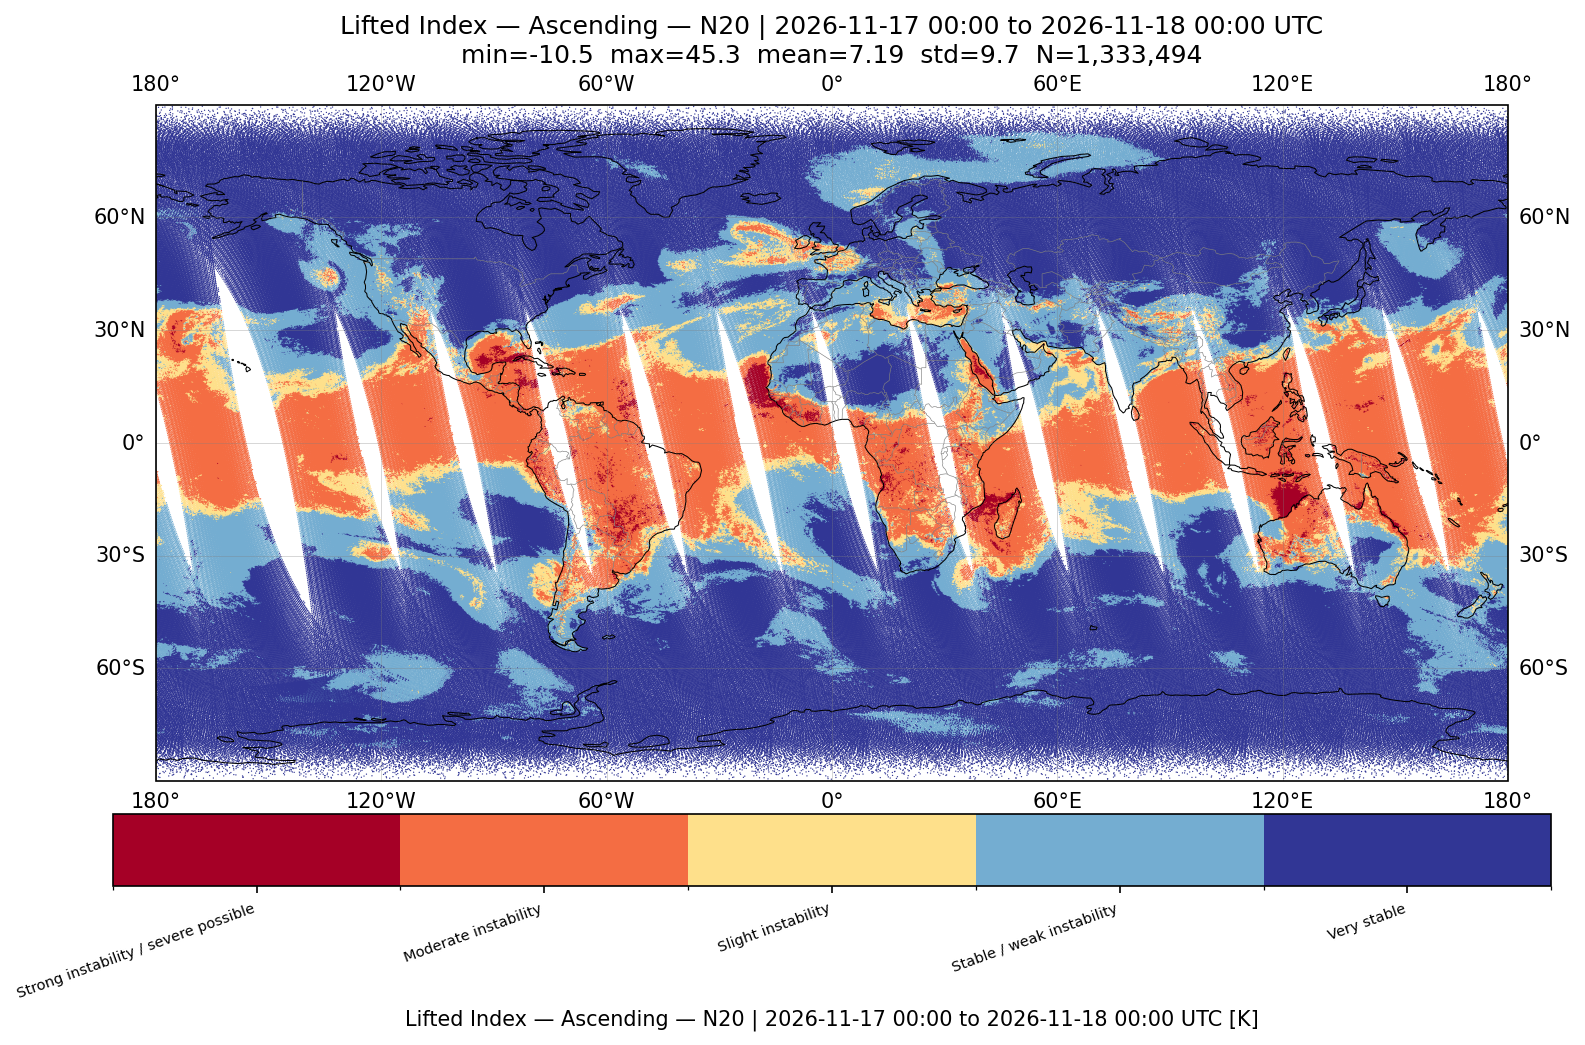 Lifted Index — Ascending — N20 | 2026-11-17 00:00 to 2026-11-18 00:00 UTC
min=-10.5  max=45.3  mean=7.19  std=9.7  N=1,333,494
180° 120°W 60°W 0° 60°E 120°E 180°
60°N 60°N
30°N 30°N
0° 0°
30°S 30°S
60°S 60°S
180° 120°W 60°W 0° 60°E 120°E 180°
Strong instability / severe possible
Moderate instability
Slight instability
Stable / weak instability
Very stable
Lifted Index — Ascending — N20 | 2026-11-17 00:00 to 2026-11-18 00:00 UTC [K]